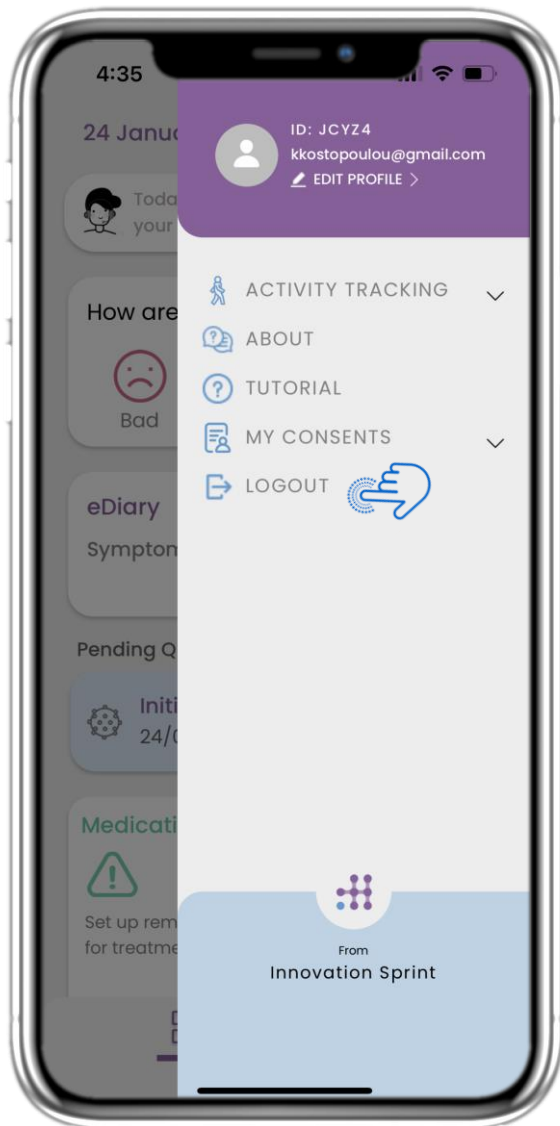 4:35
24 Janua
ID: JCYZ4
kkostopoulou@gmail.com
EDIT PROFILE >
Toda
your
ACTIVITY TRACKING
How are
ABOUT
TUTORIAL
Bad
MY CONSENTS
LOGOUT
eDiary
Symptom
Pending Q
Initi
24/0
Medicati
Set up rem
for treatme
From
Innovation Sprint